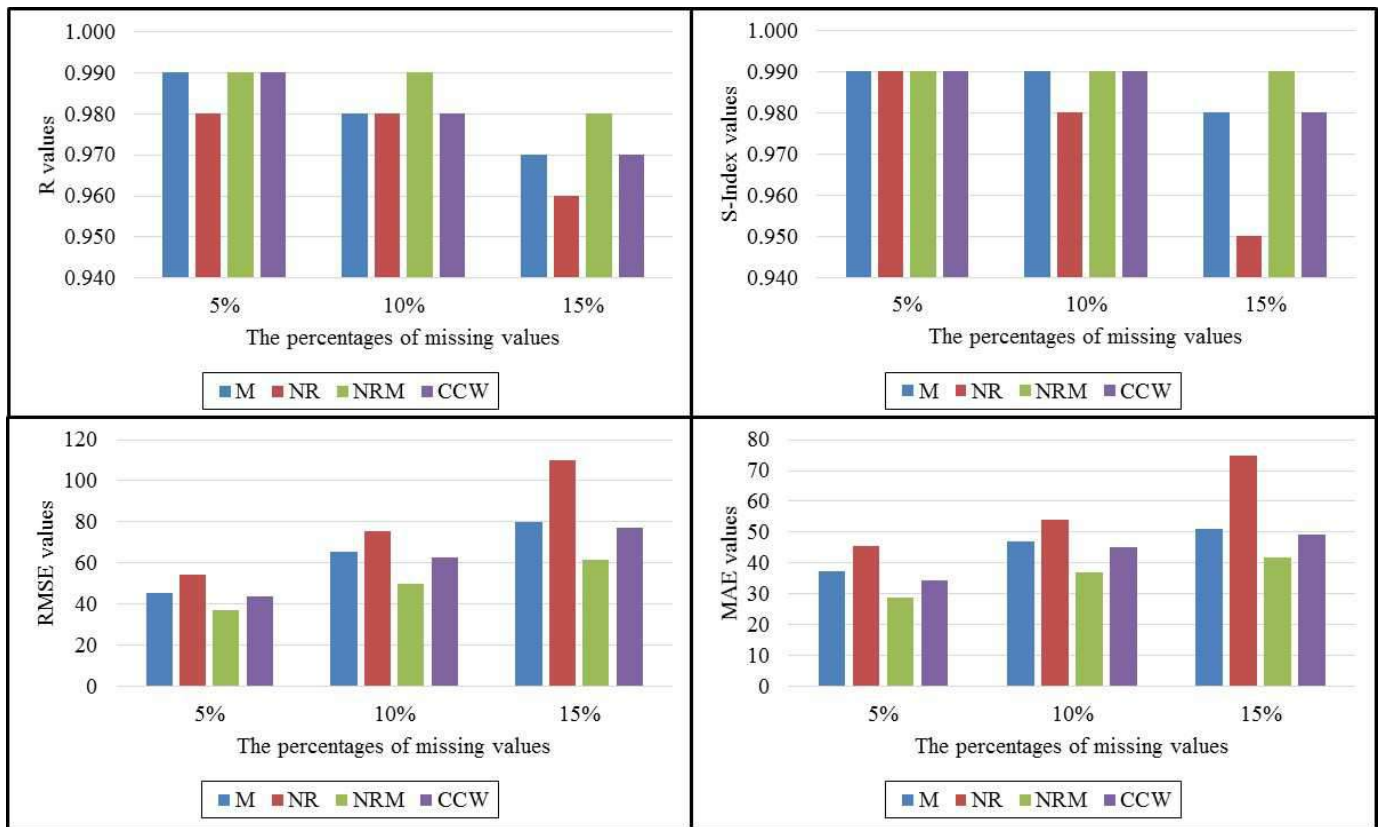 1.000
0.990
0.980
0.970
0.960
0.950
0.940
R values
5% 10% 15%
The percentages of missing values
M NR NRM CCW
1.000
0.990
0.980
0.970
0.960
0.950
0.940
S-Index values
5% 10% 15%
The percentages of missing values
M NR NRM CCW
120
100
80
60
40
20
0
RMSE values
5% 10% 15%
The percentages of missing values
M NR NRM CCW
80
70
60
50
40
30
20
10
0
MAE values
5% 10% 15%
The percentages of missing values
M NR NRM CCW